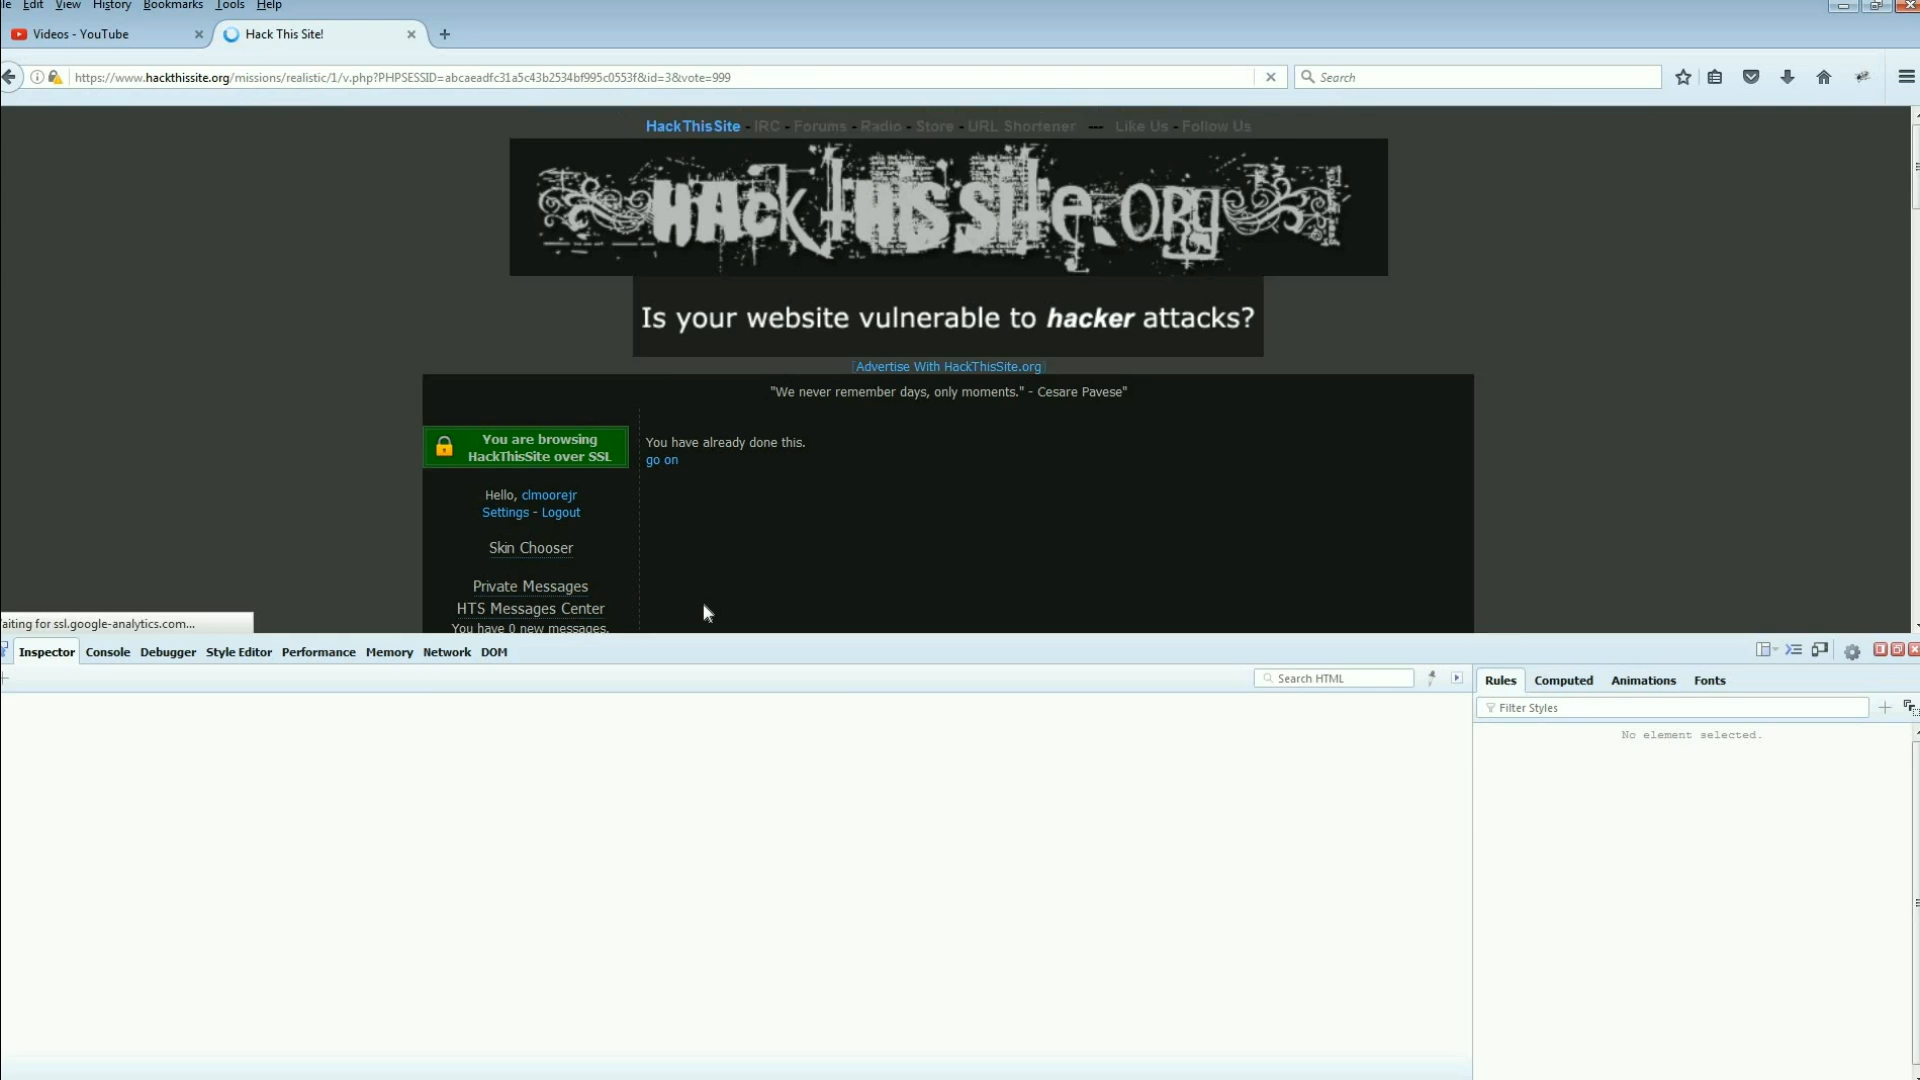 le Edit View History Bookmarks Tools Help
Videos - YouTube
Hack This Site!
https://www.hackthissite.org/missions/realistic/1/v.php?PHPSESSID=abcaeadfc31a5c43b2534bf995c0553f&id=3&vote=999
Search
HackThisSite - IRC - Forums - Radio - Store - URL Shortener --- Like Us - Follow Us
HACK THIS SITE.ORG
Is your website vulnerable to hacker attacks?
[Advertise With HackThisSite.org]
"We never remember days, only moments." - Cesare Pavese"
You are browsing
HackThisSite over SSL
You have already done this.
go on
Hello, clmoorejr
Settings - Logout
Skin Chooser
Private Messages
HTS Messages Center
You have 0 new messages.
aiting for ssl.google-analytics.com...
Inspector Console Debugger Style Editor Performance Memory Network DOM
Search HTML
Rules Computed Animations Fonts
Filter Styles
No element selected.